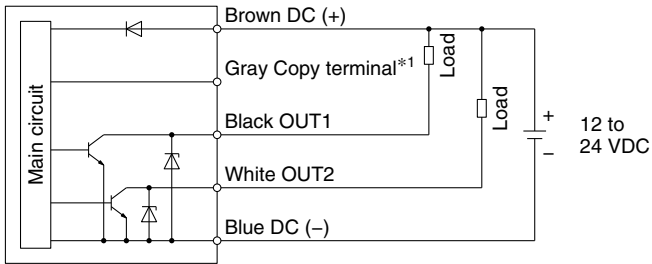 Brown DC (+)
Gray Copy terminal*1
Black OUT1
White OUT2
Blue DC (−)
Main circuit
Load
Load
+
−
12 to
24 VDC